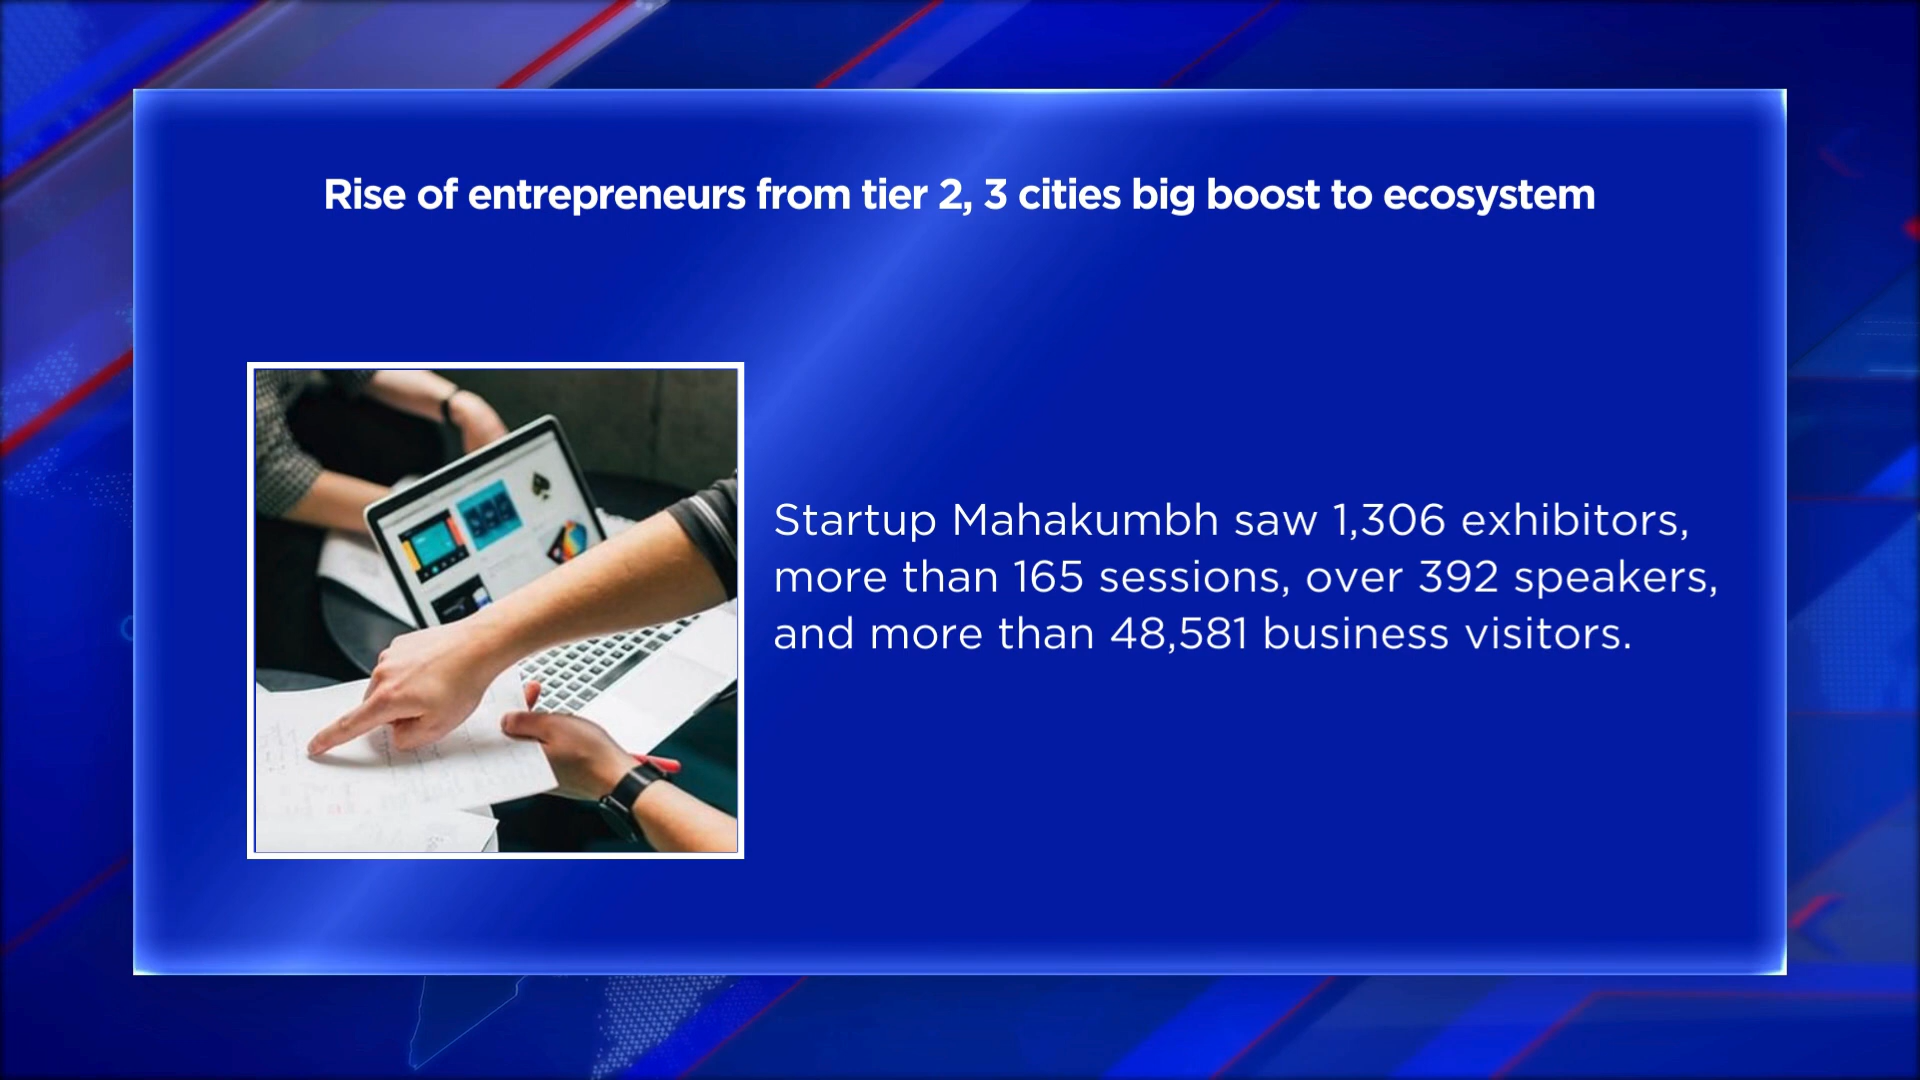 Rise of entrepreneurs from tier 2, 3 cities big boost to ecosystem
Startup Mahakumbh saw 1,306 exhibitors,
more than 165 sessions, over 392 speakers,
and more than 48,581 business visitors.